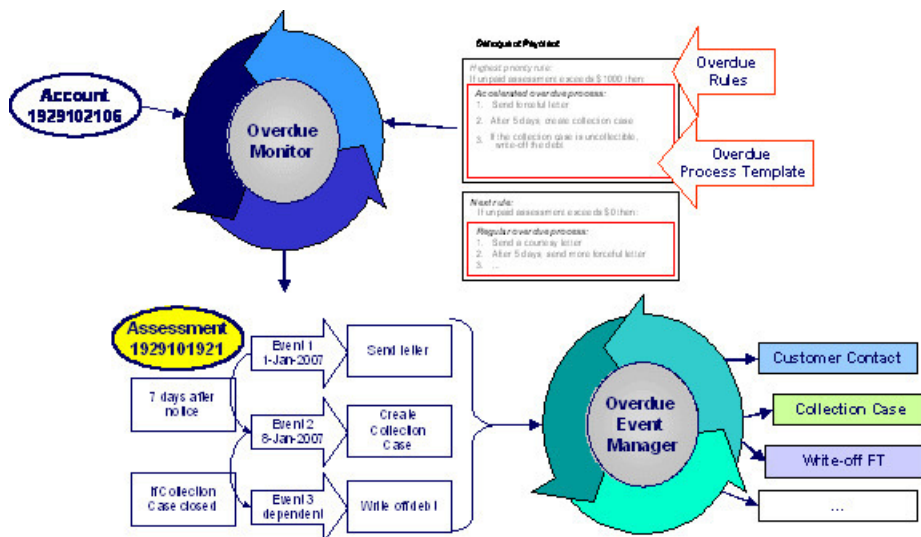 Delinquent Payment
Highest priority rule:
If unpaid assessment exceeds $1000 then:
Accelerated overdue process:
1. Send forceful letter
2. After 5 days, create collection case
3. If the collection case is uncollectible,
write-off the debt
Overdue
Rules
Overdue
Process Template
Account
1929102106
Overdue
Monitor
Next rule:
If unpaid assessment exceeds $0 then:
Regular overdue process:
1. Send a courtesy letter
2. After 5 days, send more forceful letter
3. ...
Assessment
1929101921
Event 1
1-Jan-2007
Send letter
7 days after
notice
Event 2
8-Jan-2007
Create
Collection
Case
If Collection
Case closed
Event 3
dependent
Write off debt
Overdue
Event
Manager
Customer Contact
Collection Case
Write-off FT
...